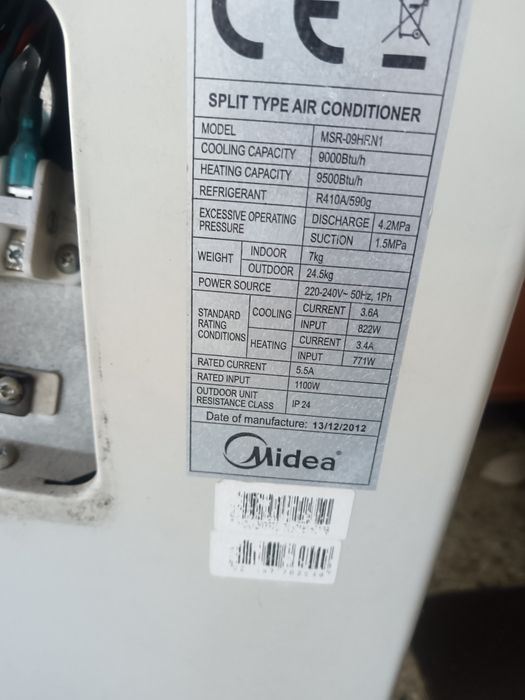 CE
SPLIT TYPE AIR CONDITIONER
MODEL MSR-09HRN1
COOLING CAPACITY 9000Btu/h
HEATING CAPACITY 9500Btu/h
REFRIGERANT R410A/590g
EXCESSIVE OPERATING PRESSURE DISCHARGE 4.2MPa
SUCTION 1.5MPa
WEIGHT INDOOR 7kg
OUTDOOR 24.5kg
POWER SOURCE 220-240V~ 50Hz, 1Ph
STANDARD RATING CONDITIONS COOLING CURRENT 3.6A
INPUT 822W
HEATING CURRENT 3.4A
INPUT 771W
RATED CURRENT 5.5A
RATED INPUT 1100W
OUTDOOR UNIT RESISTANCE CLASS IP 24
Date of manufacture: 13/12/2012
Midea